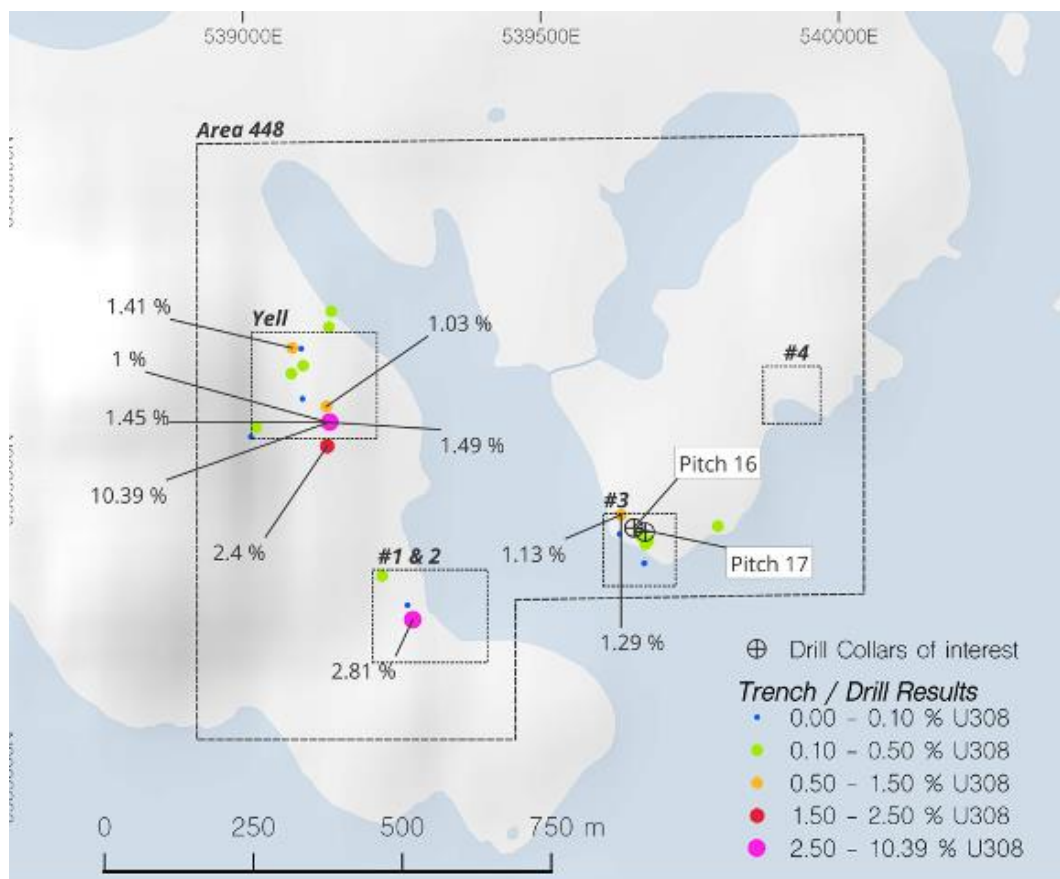 539000E
539500E
540000E
Area 448
1.41 %
Yell
1.03 %
1 %
#4
1.45%
1.49 %
Pitch 16
10.39 %
#3
2.4 %
1.13 %
#1 & 2
Pitch 17
1.29 %
2.81 %
Drill Collars of interest
Trench / Drill Results
0.00 - 0.10 % U308
0.10 - 0.50 % U308
0.50 - 1.50 % U308
1.50 - 2.50 % U308
2.50 - 10.39 % U308
0 250 500 750 m